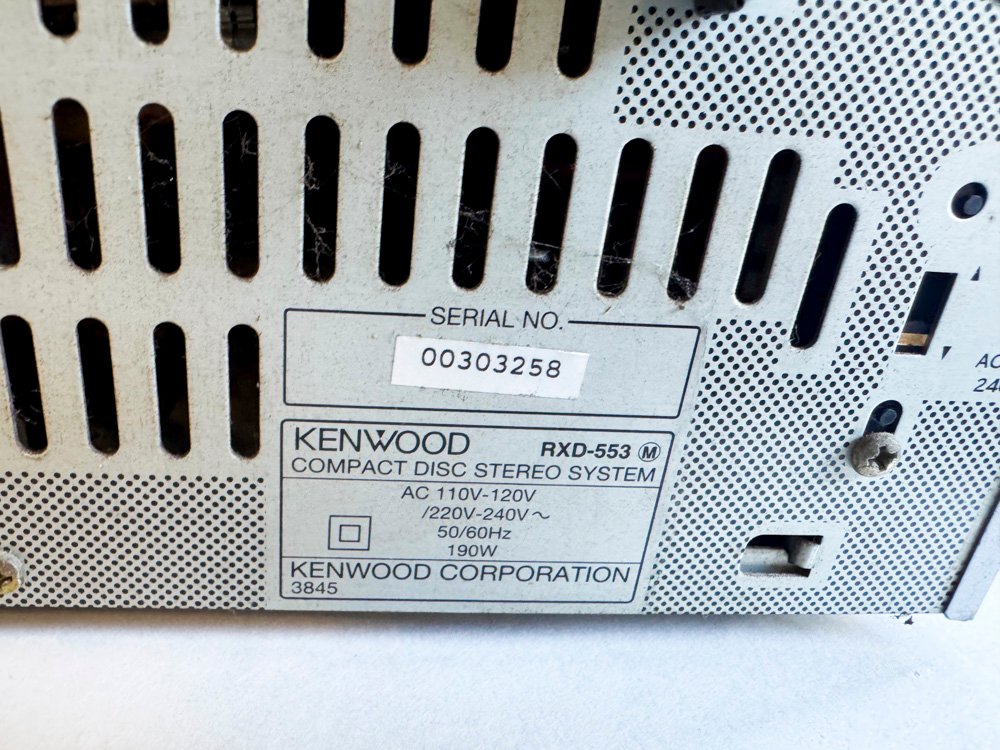 SERIAL NO.
00303258
KENWOOD RXD-553 Ⓜ
COMPACT DISC STEREO SYSTEM
AC 110V-120V
/220V-240V～
50/60Hz
190W
KENWOOD CORPORATION
3845
AC